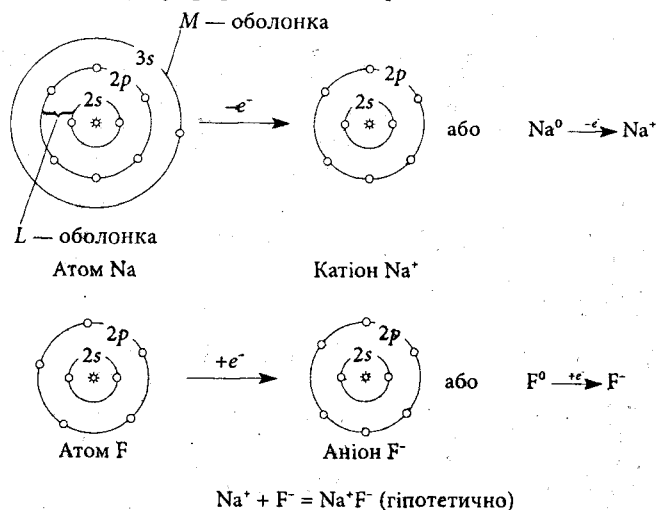 M — оболонка
3s
2p
2s
–e⁻
2p
2s
або
Na⁰ –e⁻ → Na⁺
L — оболонка
Атом Na
Катіон Na⁺
2p
2s
+e⁻
2p
2s
або
F⁰ +e⁻ → F⁻
Атом F
Аніон F⁻
Na⁺ + F⁻ = Na⁺F⁻ (гіпотетично)